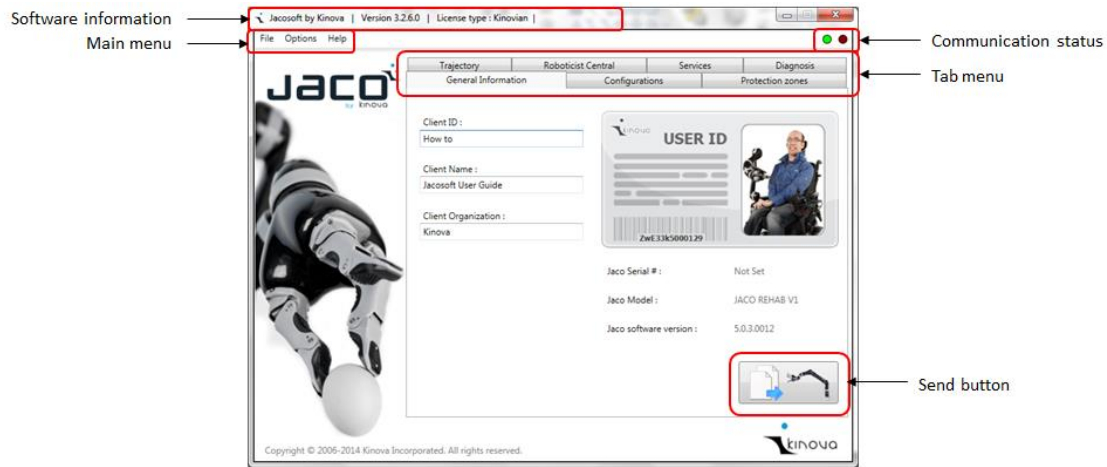 Software information
Jacosoft by Kinova | Version 3.2.6.0 | License type : Kinovian |
Main menu
File Options Help
Communication status
Trajectory Roboticist Central Services Diagnosis
Tab menu
General Information Configurations Protection zones
Jaco
by kinova
Client ID :
How to
Client Name :
Jacosoft User Guide
Client Organization :
Kinova
kinova
USER ID
ZwE33k5000129
Jaco Serial # : Not Set
Jaco Model : JACO REHAB V1
Jaco software version : 5.0.3.0012
Send button
Copyright © 2006-2014 Kinova Incorporated. All rights reserved.
kinova